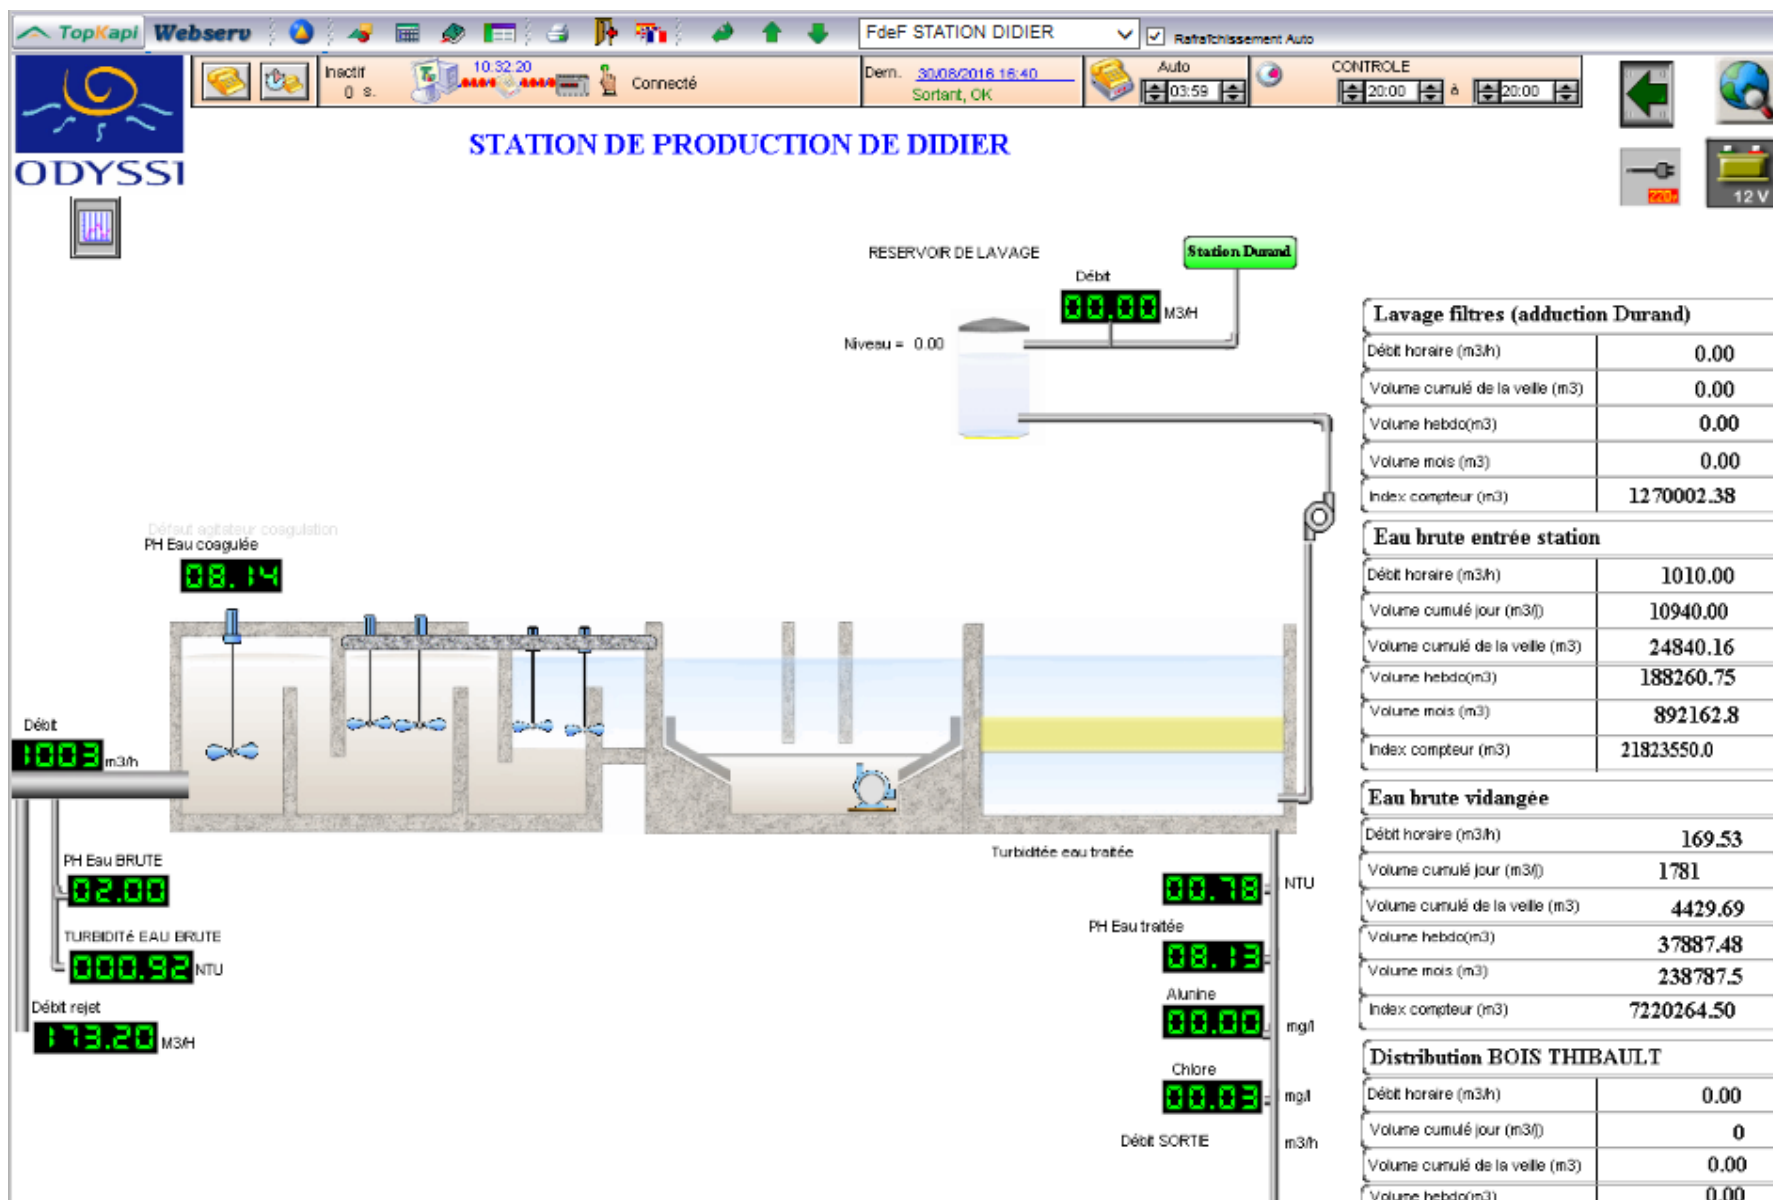 TopKapi Webserv
FdeF STATION DIDIER
Rafraîchissement Auto
Inactif
0 s.
10:32:20
Connecté
Dern. 30/08/2016 16:40
Sortant, OK
Auto
03:59
CONTROLE
20:00 à 20:00
ODYSSI
STATION DE PRODUCTION DE DIDIER
220v
12 V
RESERVOIR DE LAVAGE
Station Durand
Débit
00.00 M3/H
Niveau = 0.00
Défaut agitateur coagulation
PH Eau coagulée
08.14
Débit
1003 m3/h
PH Eau BRUTE
02.00
TURBIDITé EAU BRUTE
000.92 NTU
Débit rejet
173.20 M3/H
Turbiditée eau traitée
00.78 NTU
PH Eau traitée
08.13
Alunine
00.00 mg/l
Chlore
00.03 mg/l
Débit SORTIE m3/h
Lavage filtres (adduction Durand)
Débit horaire (m3/h) 0.00
Volume cumulé de la veille (m3) 0.00
Volume hebdo(m3) 0.00
Volume mois (m3) 0.00
Index compteur (m3) 1270002.38
Eau brute entrée station
Débit horaire (m3/h) 1010.00
Volume cumulé jour (m3/j) 10940.00
Volume cumulé de la veille (m3) 24840.16
Volume hebdo(m3) 188260.75
Volume mois (m3) 892162.8
Index compteur (m3) 21823550.0
Eau brute vidangée
Débit horaire (m3/h) 169.53
Volume cumulé jour (m3/j) 1781
Volume cumulé de la veille (m3) 4429.69
Volume hebdo(m3) 37887.48
Volume mois (m3) 238787.5
Index compteur (m3) 7220264.50
Distribution BOIS THIBAULT
Débit horaire (m3/h) 0.00
Volume cumulé jour (m3/j) 0
Volume cumulé de la veille (m3) 0.00
Volume hebdo(m3) 0.00